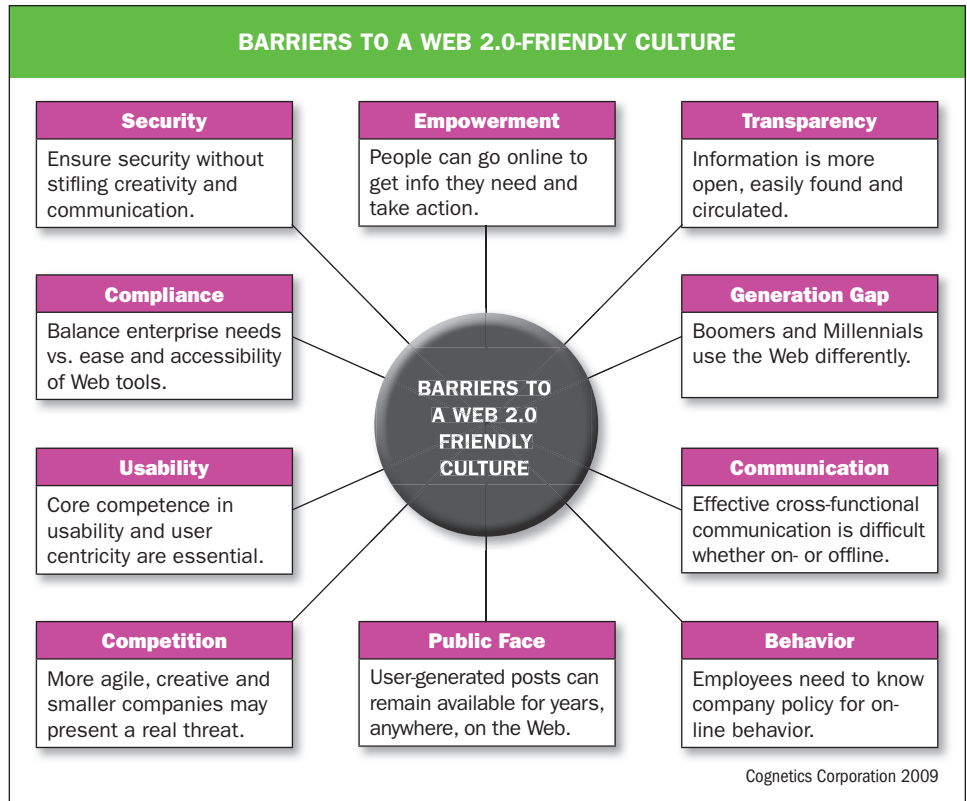 BARRIERS TO A WEB 2.0-FRIENDLY CULTURE
Security
Ensure security without
stifling creativity and
communication.
Empowerment
People can go online to
get info they need and
take action.
Transparency
Information is more
open, easily found and
circulated.
Compliance
Balance enterprise needs
vs. ease and accessibility
of Web tools.
Generation Gap
Boomers and Millennials
use the Web differently.
BARRIERS TO
A WEB 2.0
FRIENDLY
CULTURE
Usability
Core competence in
usability and user
centricity are essential.
Communication
Effective cross-functional
communication is difficult
whether on- or offline.
Competition
More agile, creative and
smaller companies may
present a real threat.
Public Face
User-generated posts can
remain available for years,
anywhere, on the Web.
Behavior
Employees need to know
company policy for on-
line behavior.
Cognetics Corporation 2009